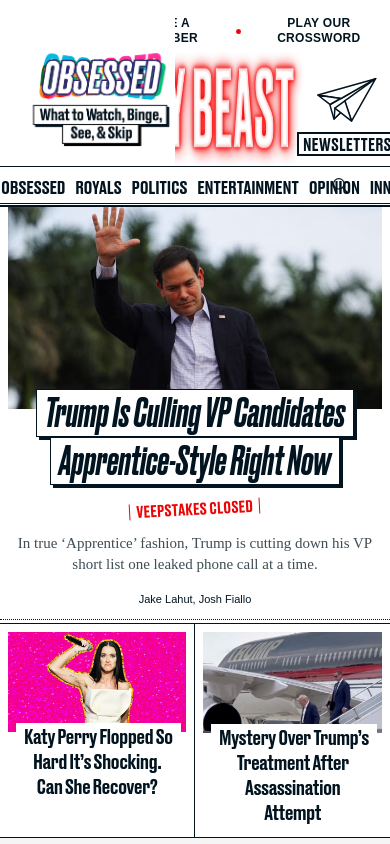 E A
BER
PLAY OUR
CROSSWORD
OBSESSED
What to Watch, Binge,
See, & Skip
Y BEAST
NEWSLETTERS
OBSESSED ROYALS POLITICS ENTERTAINMENT OPINION INN
Trump Is Culling VP Candidates
Apprentice-Style Right Now
VEEPSTAKES CLOSED
In true ‘Apprentice’ fashion, Trump is cutting down his VP
short list one leaked phone call at a time.
Jake Lahut, Josh Fiallo
TRUMP
Katy Perry Flopped So
Hard It’s Shocking.
Can She Recover?
Mystery Over Trump’s
Treatment After
Assassination
Attempt